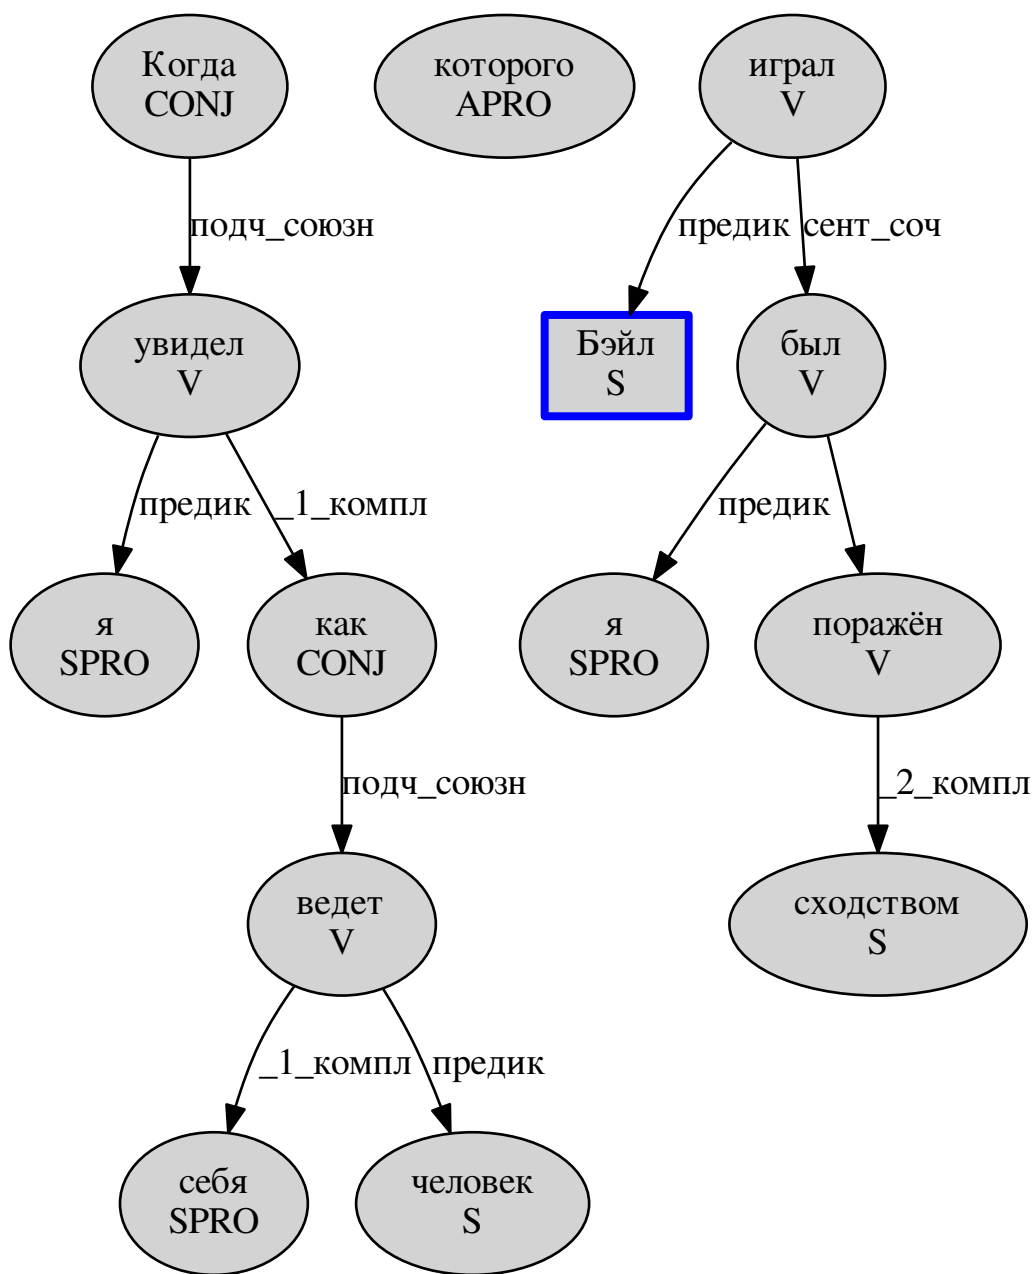 Когда
CONJ
которого
APRO
играл
V
подч_союзн
предик
сент_соч
увидел
V
Бэйл
S
был
V
предик
_1_компл
предик
я
SPRO
как
CONJ
я
SPRO
поражён
V
подч_союзн
_2_компл
ведет
V
сходством
S
_1_компл
предик
себя
SPRO
человек
S